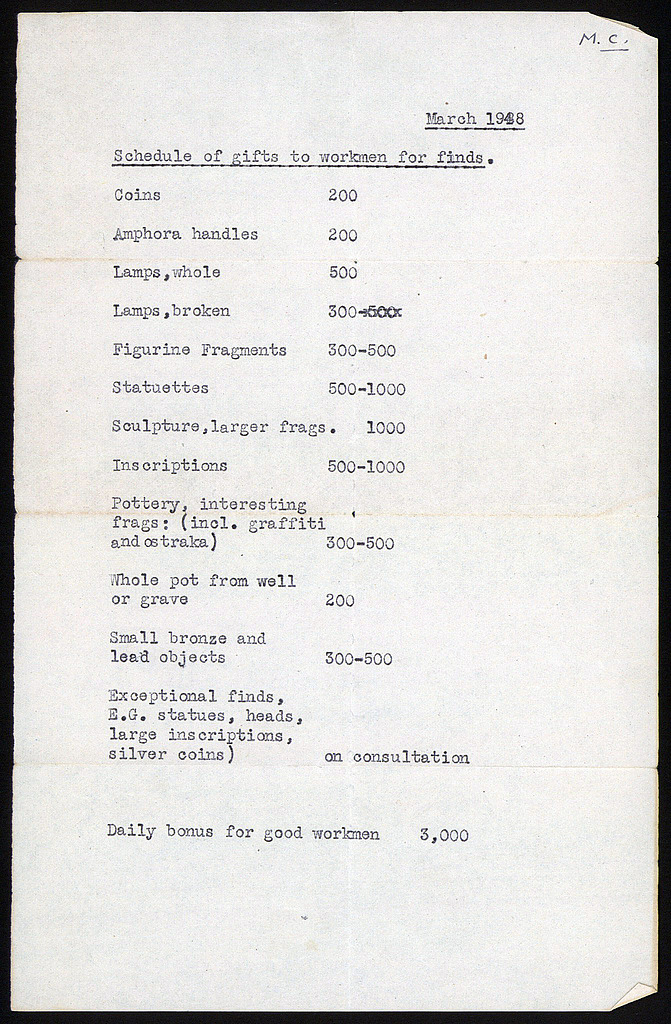 M. C.
March 1948
Schedule of gifts to workmen for finds.
Coins 200
Amphora handles 200
Lamps,whole 500
Lamps,broken 300-500
Figurine Fragments 300-500
Statuettes 500-1000
Sculpture,larger frags. 1000
Inscriptions 500-1000
Pottery, interesting
frags: (incl. graffiti
and ostraka) 300-500
Whole pot from well
or grave 200
Small bronze and
lead objects 300-500
Exceptional finds,
E.G. statues, heads,
large inscriptions,
silver coins) on consultation
Daily bonus for good workmen 3,000